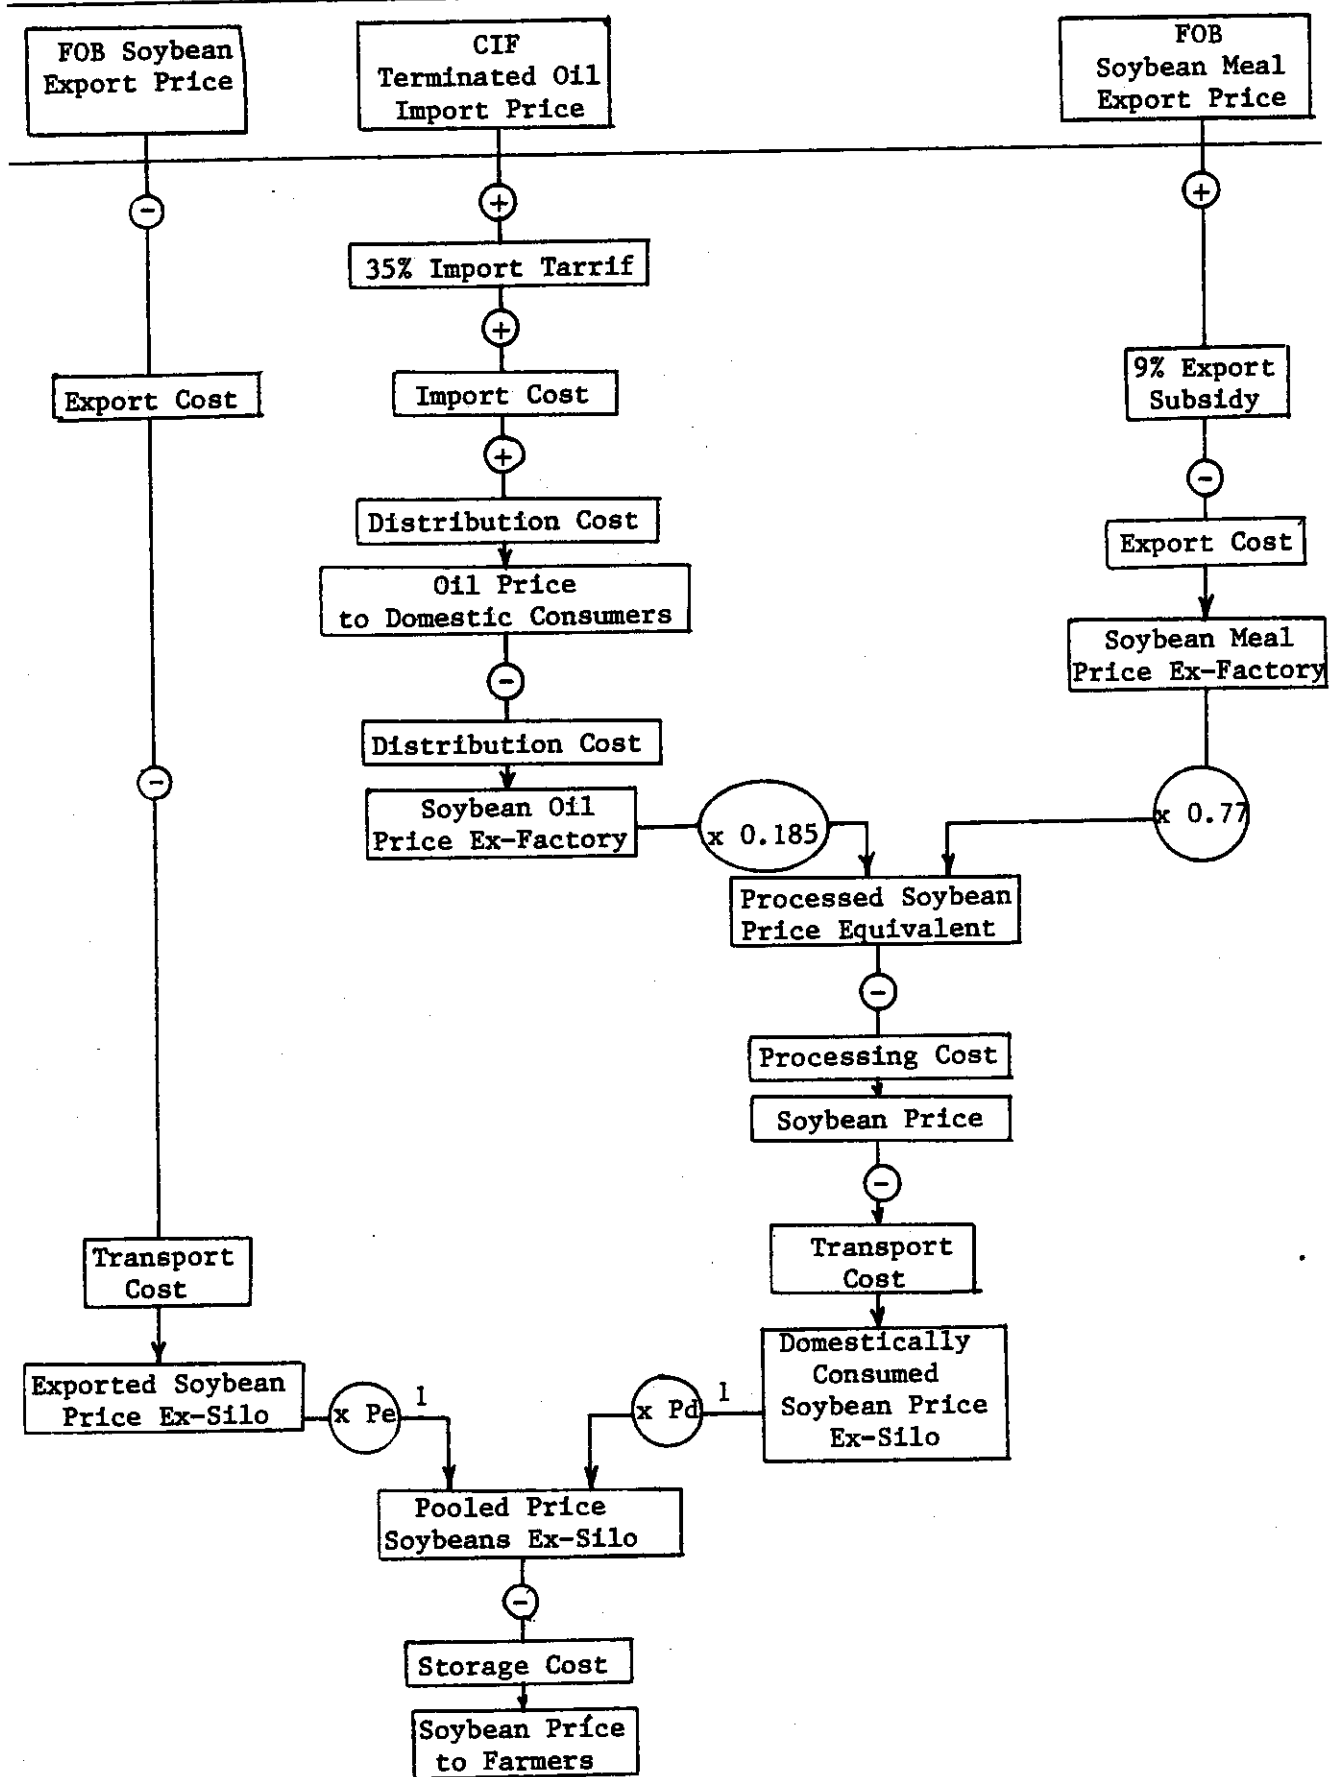 FOB Soybean
Export Price
CIF
Terminated Oil
Import Price
FOB
Soybean Meal
Export Price
-
+
+
35% Import Tarrif
+
Export Cost
Import Cost
9% Export
Subsidy
+
-
Distribution Cost
Export Cost
Oil Price
to Domestic Consumers
Soybean Meal
Price Ex-Factory
-
Distribution Cost
-
Soybean Oil
Price Ex-Factory
x 0.185
x 0.77
Processed Soybean
Price Equivalent
-
Processing Cost
Soybean Price
-
Transport
Cost
Transport
Cost
Exported Soybean
Price Ex-Silo
x Pe
1
x Pd
1
Domestically
Consumed
Soybean Price
Ex-Silo
Pooled Price
Soybeans Ex-Silo
-
Storage Cost
Soybean Price
to Farmers